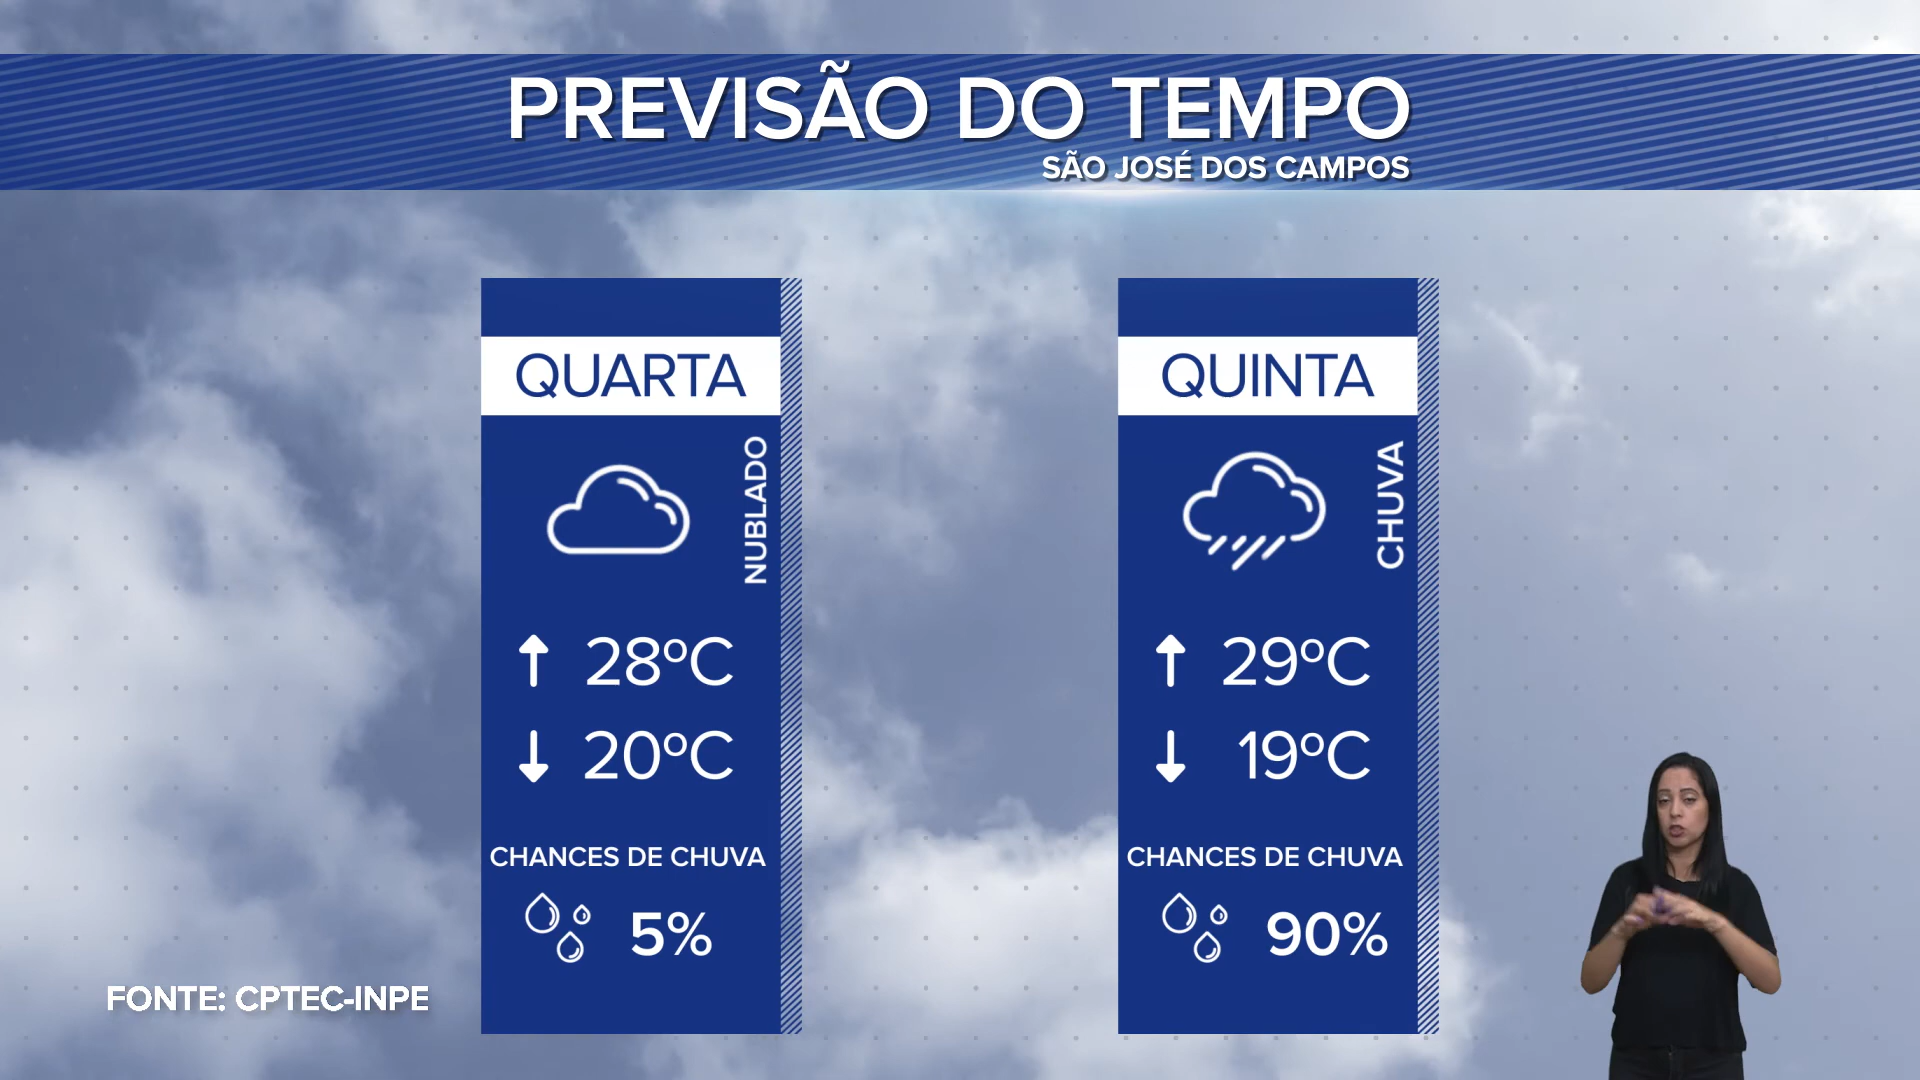 PREVISÃO DO TEMPO
SÃO JOSÉ DOS CAMPOS
QUARTA
NUBLADO
28ºC
20ºC
CHANCES DE CHUVA
5%
QUINTA
CHUVA
29ºC
19ºC
CHANCES DE CHUVA
90%
FONTE: CPTEC-INPE